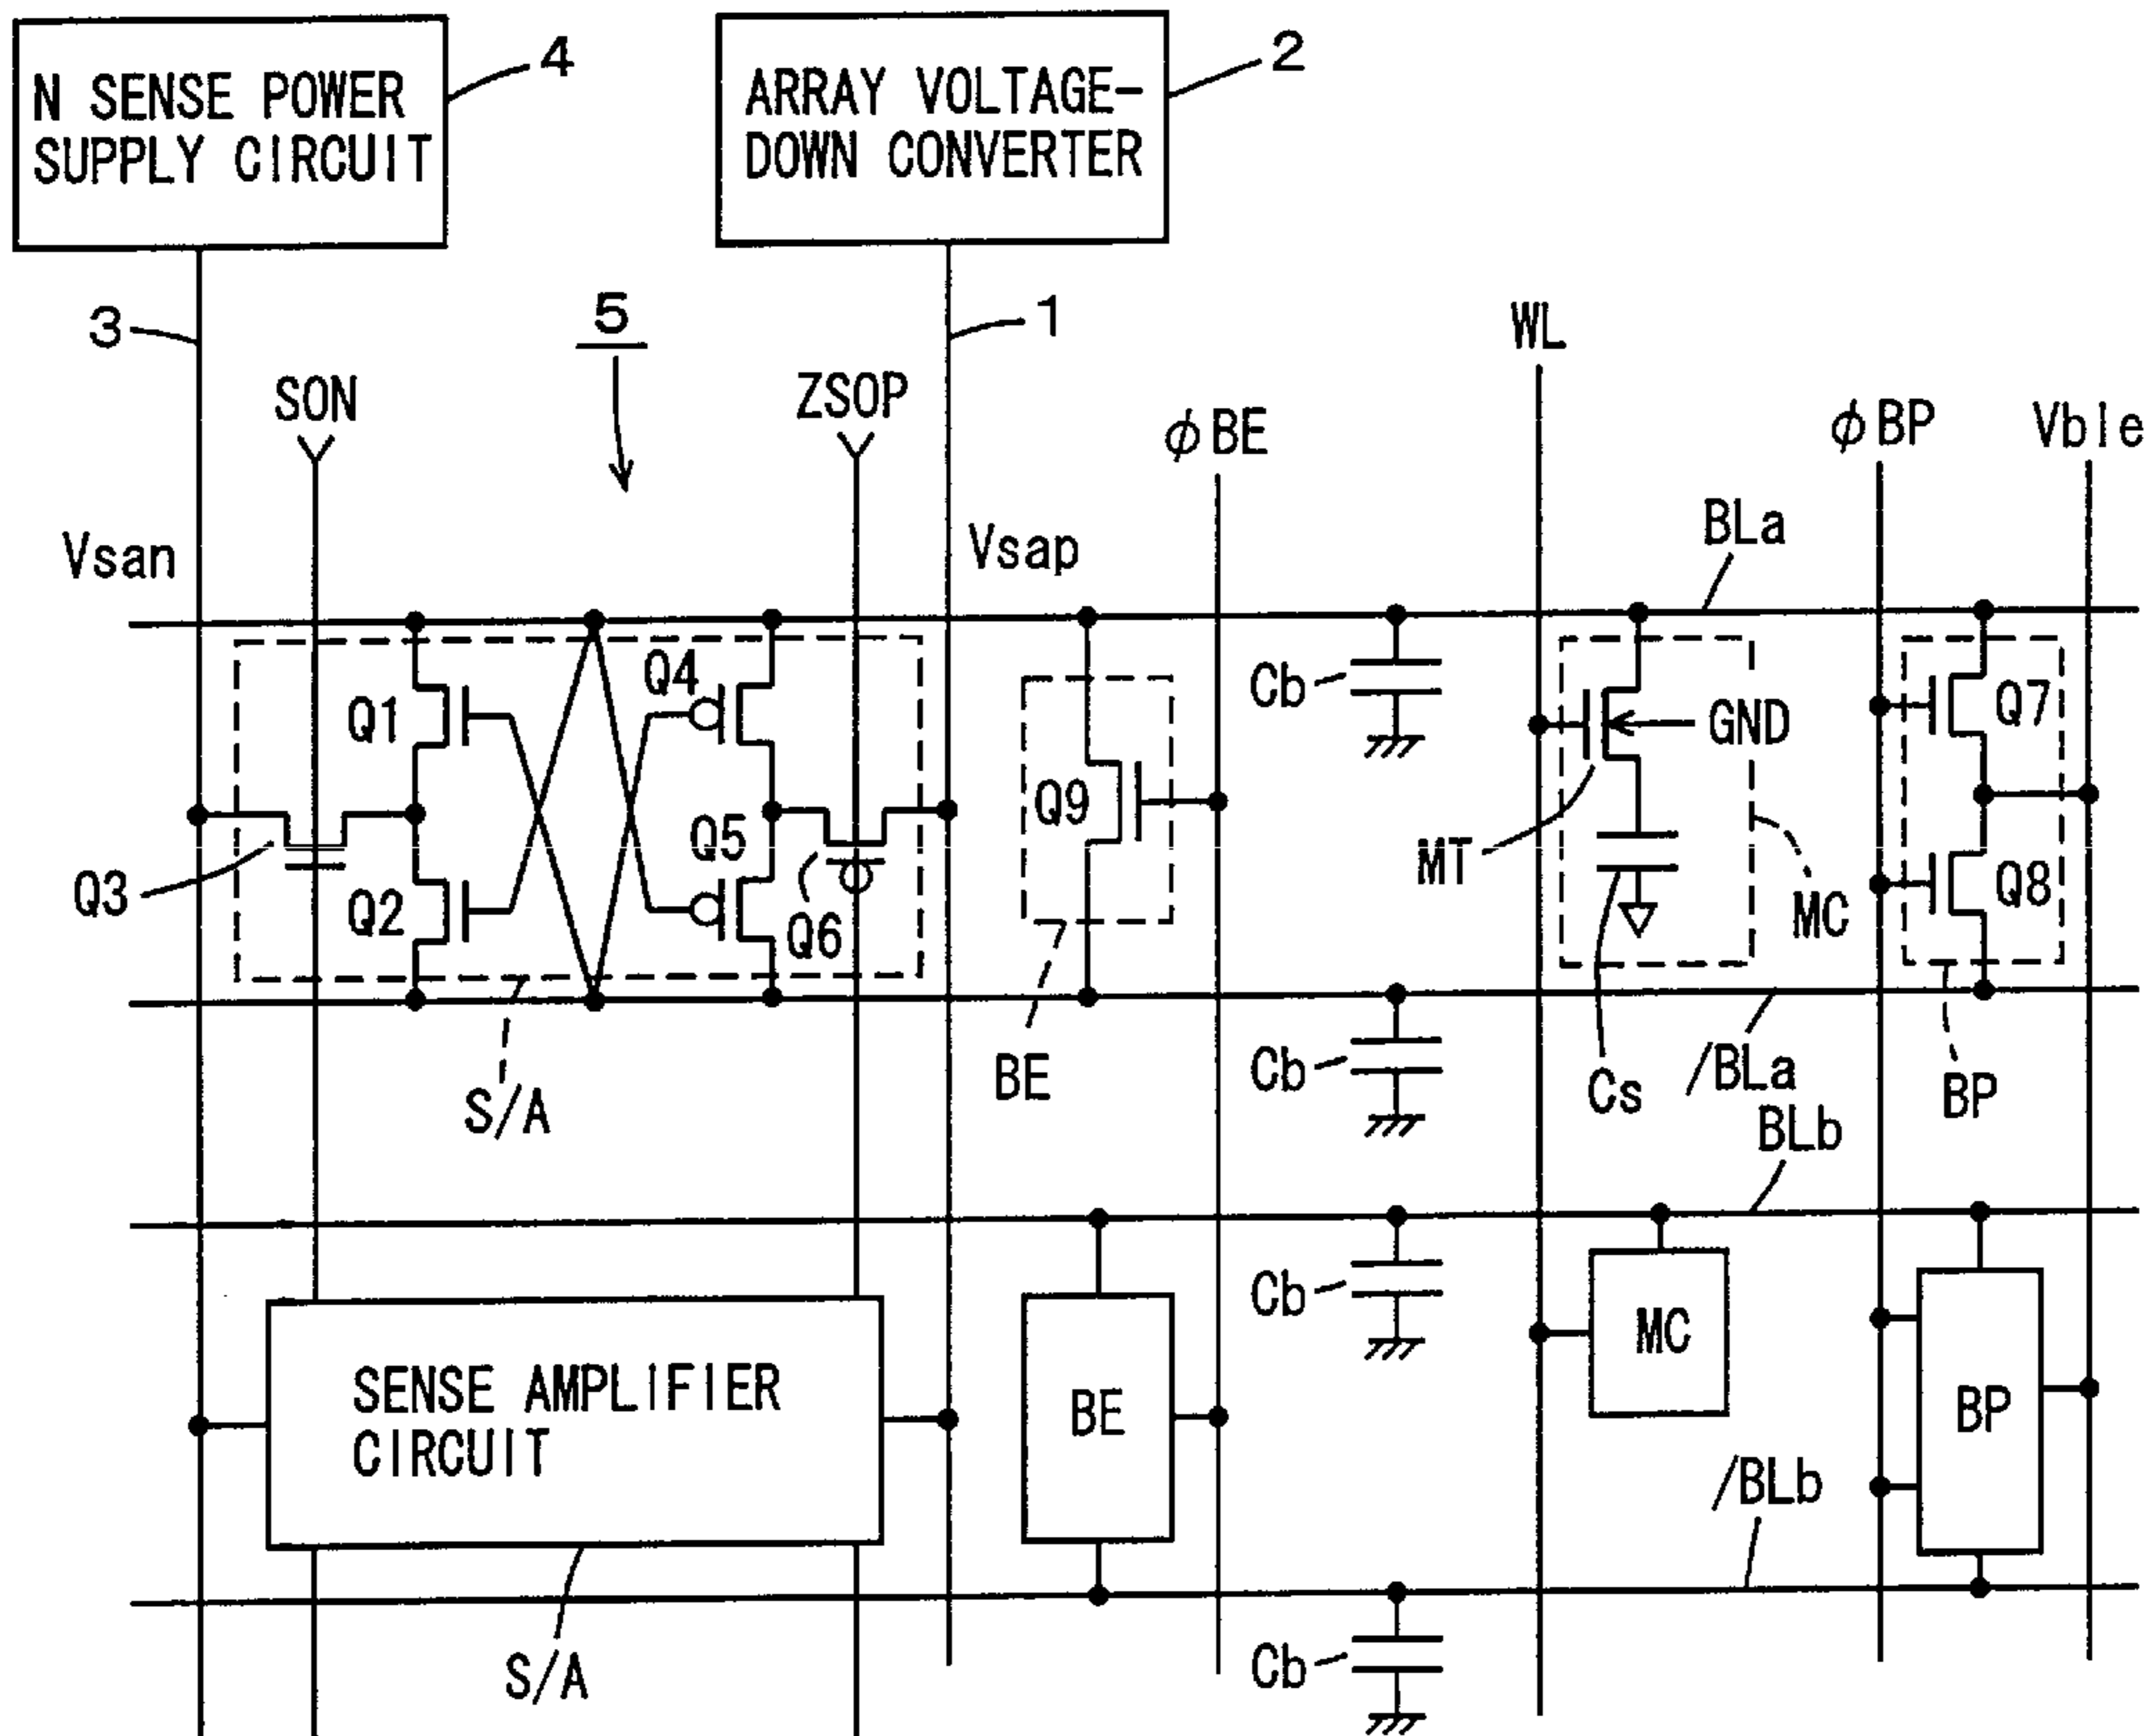 N SENSE POWER
SUPPLY CIRCUIT
4
ARRAY VOLTAGE-
DOWN CONVERTER
2
3
5
1
WL
SON
ZSOP
φBE
φBP
Vble
Vsan
Vsap
BLa
Q1
Q4
Cb
GND
Q7
Q3
Q2
Q5
Q6
Q9
MT
MC
Q8
S/A
BE
Cb
Cs
/BLa
BP
BLb
Cb
MC
SENSE AMPLIFIER
CIRCUIT
BE
BP
/BLb
S/A
Cb